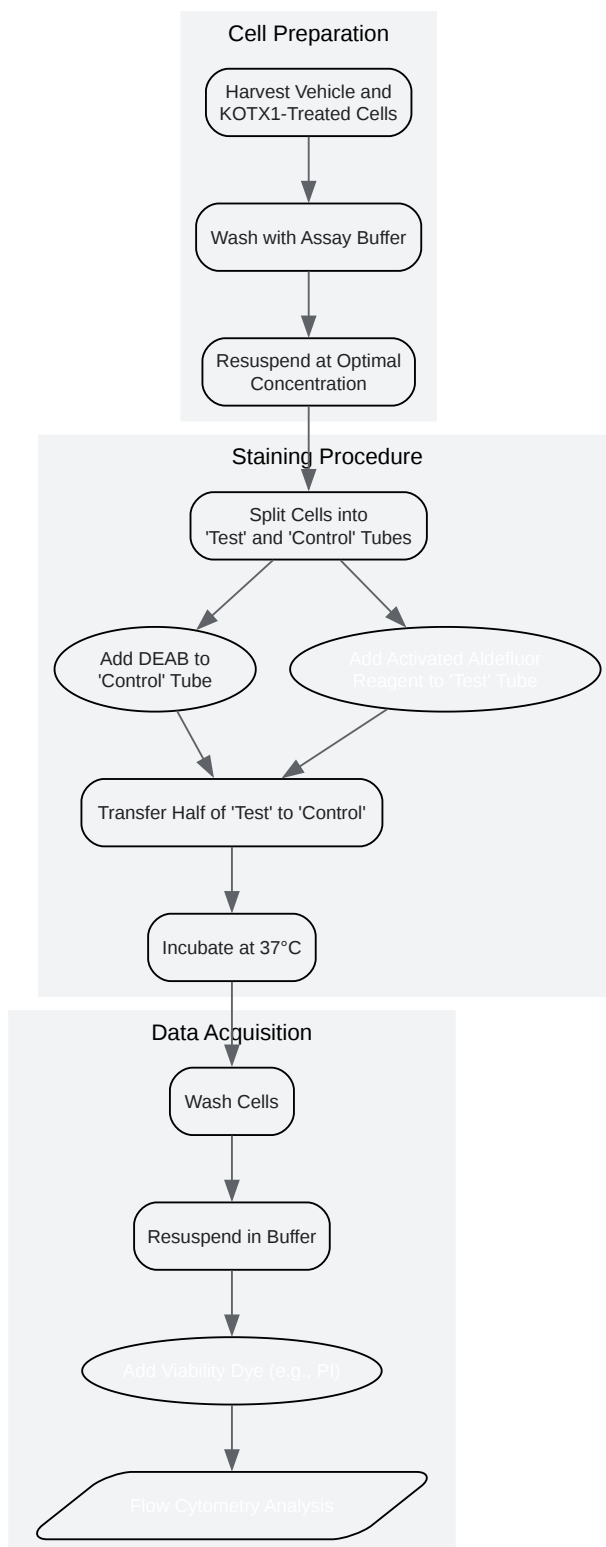 Cell Preparation
Harvest Vehicle and
KOTX1-Treated Cells
Wash with Assay Buffer
Resuspend at Optimal
Concentration
Staining Procedure
Split Cells into
'Test' and 'Control' Tubes
Add DEAB to
'Control' Tube
Add Activated Aldefluor
Reagent to 'Test' Tube
Transfer Half of 'Test' to 'Control'
Incubate at 37°C
Data Acquisition
Wash Cells
Resuspend in Buffer
Add Viability Dye (e.g., PI)
Flow Cytometry Analysis